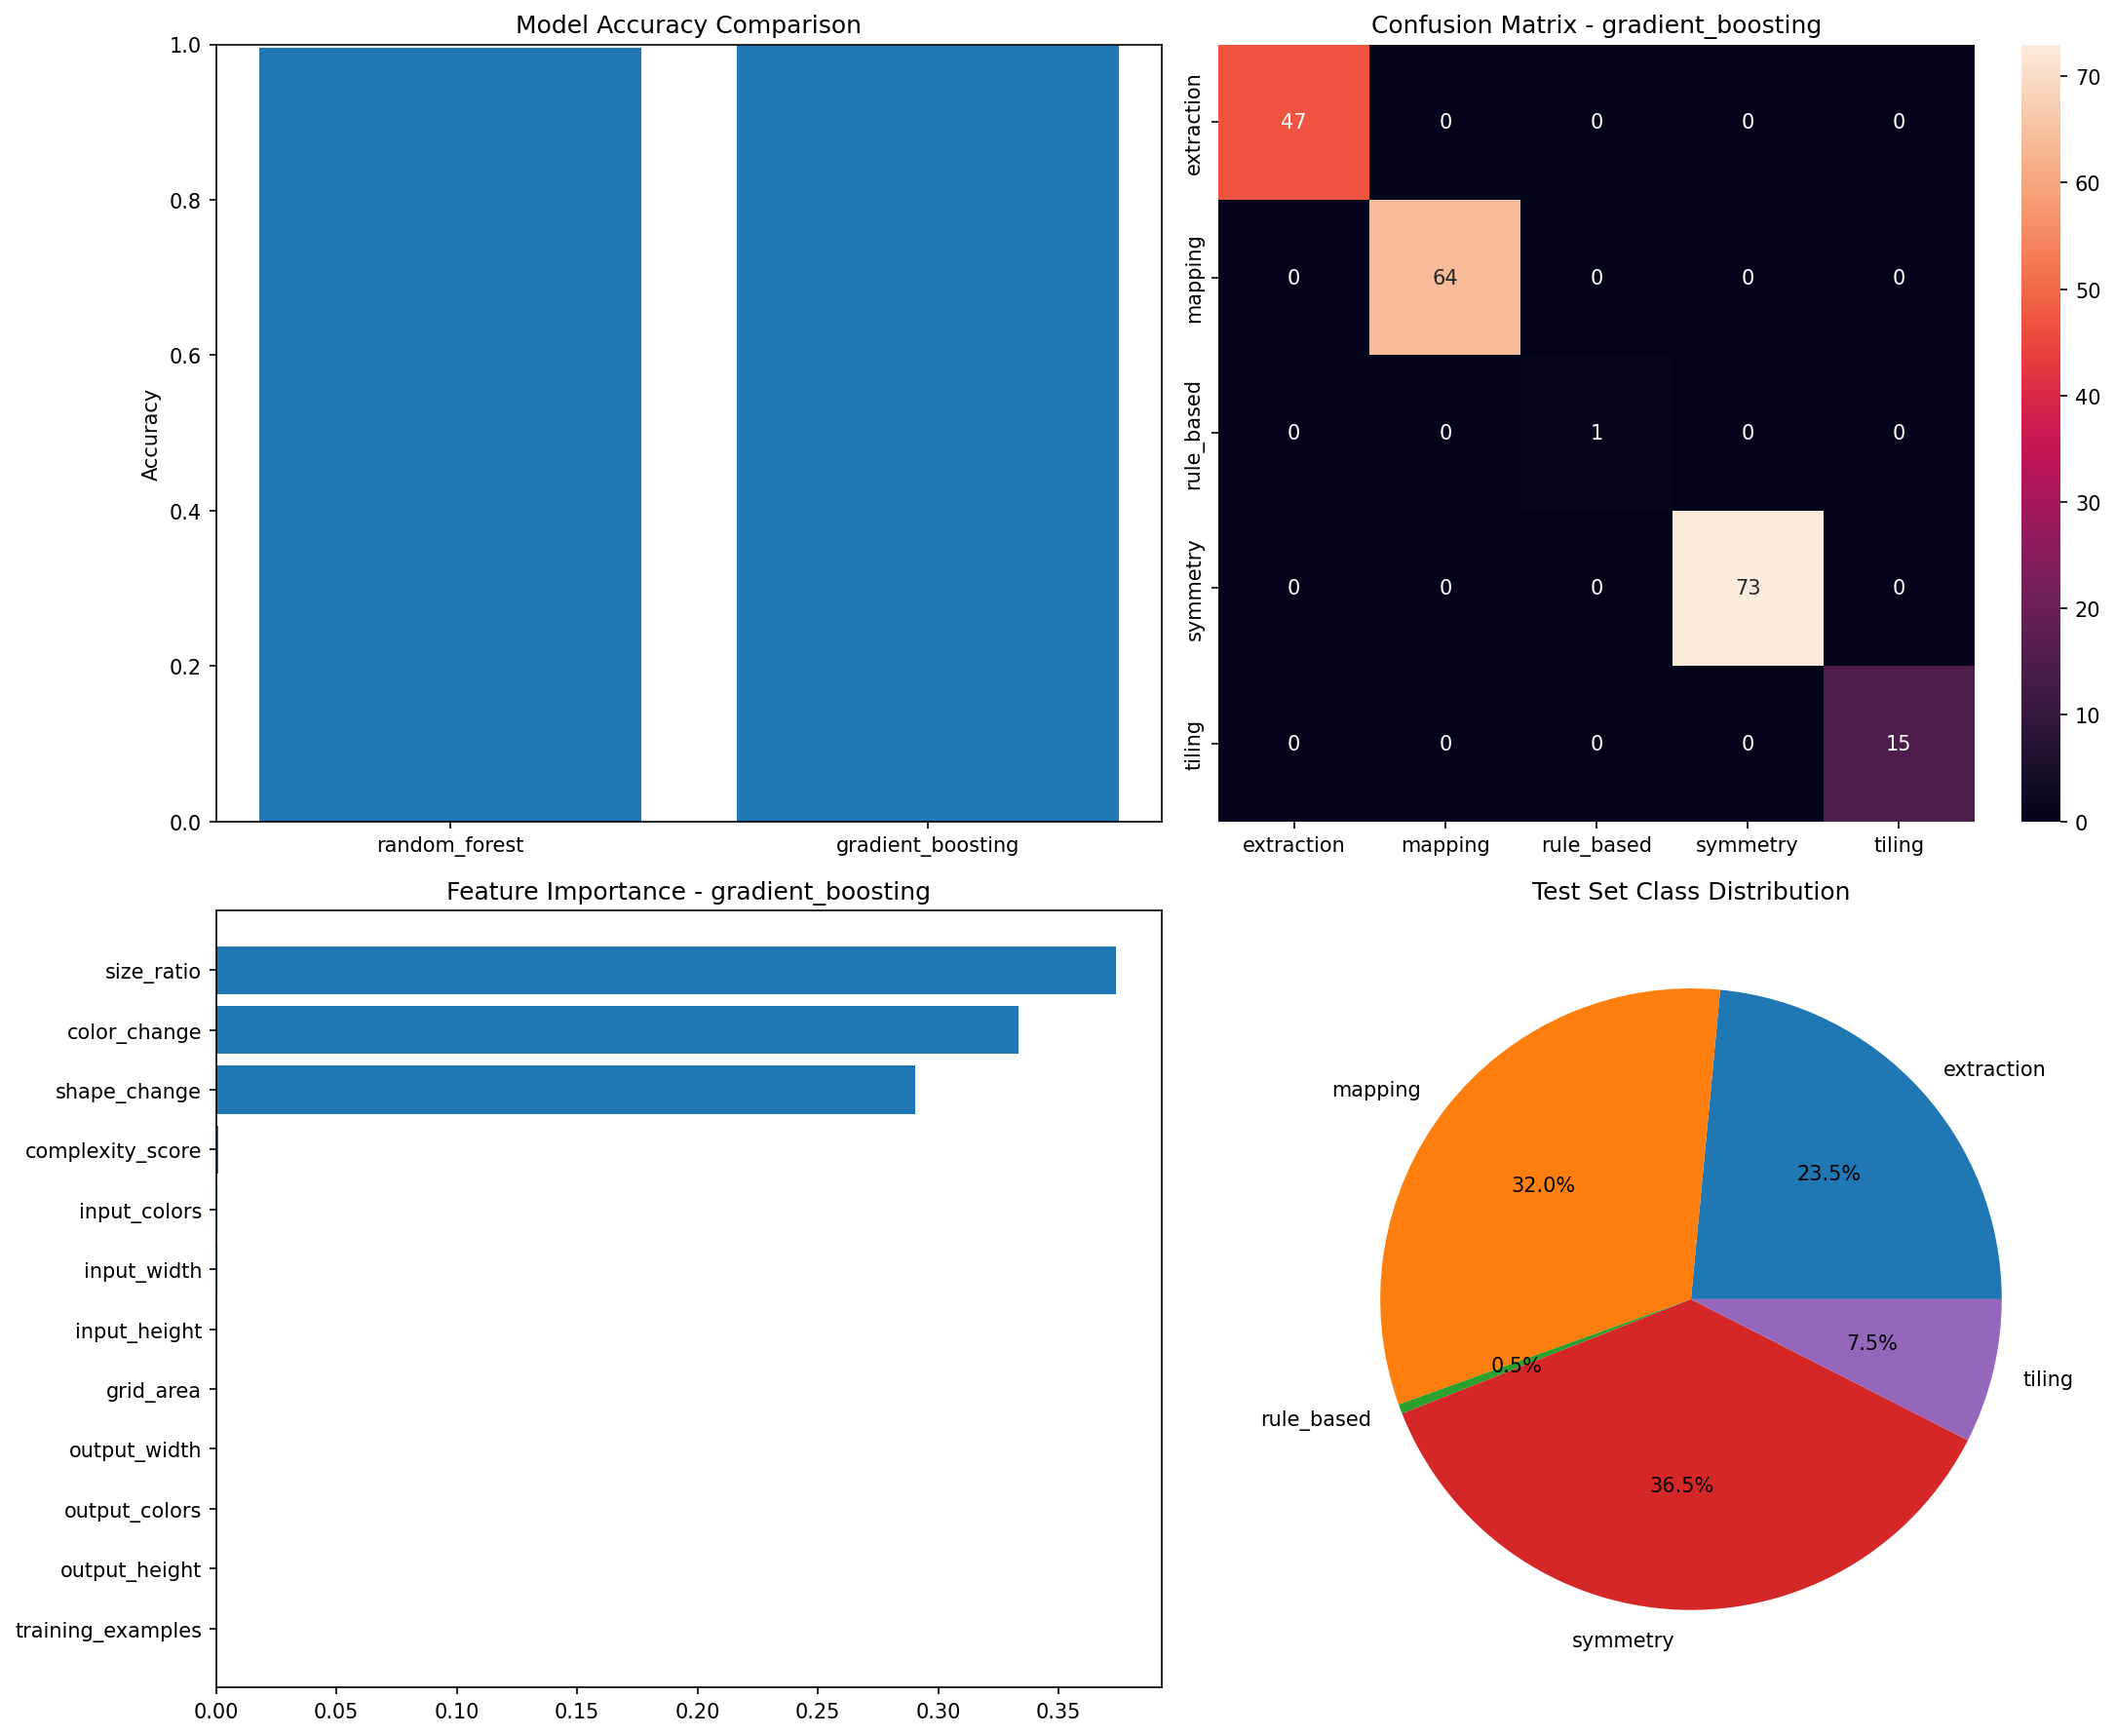 Model Accuracy Comparison
1.0
0.8
0.6
0.4
0.2
0.0
Accuracy
random_forest
gradient_boosting
Confusion Matrix - gradient_boosting
extraction
mapping
rule_based
symmetry
tiling
47 0 0 0 0
0 64 0 0 0
0 0 1 0 0
0 0 0 73 0
0 0 0 0 15
extraction mapping rule_based symmetry tiling
70
60
50
40
30
20
10
0
Feature Importance - gradient_boosting
size_ratio
color_change
shape_change
complexity_score
input_colors
input_width
input_height
grid_area
output_width
output_colors
output_height
training_examples
0.00 0.05 0.10 0.15 0.20 0.25 0.30 0.35
Test Set Class Distribution
extraction
23.5%
mapping
32.0%
rule_based
0.5%
symmetry
36.5%
tiling
7.5%